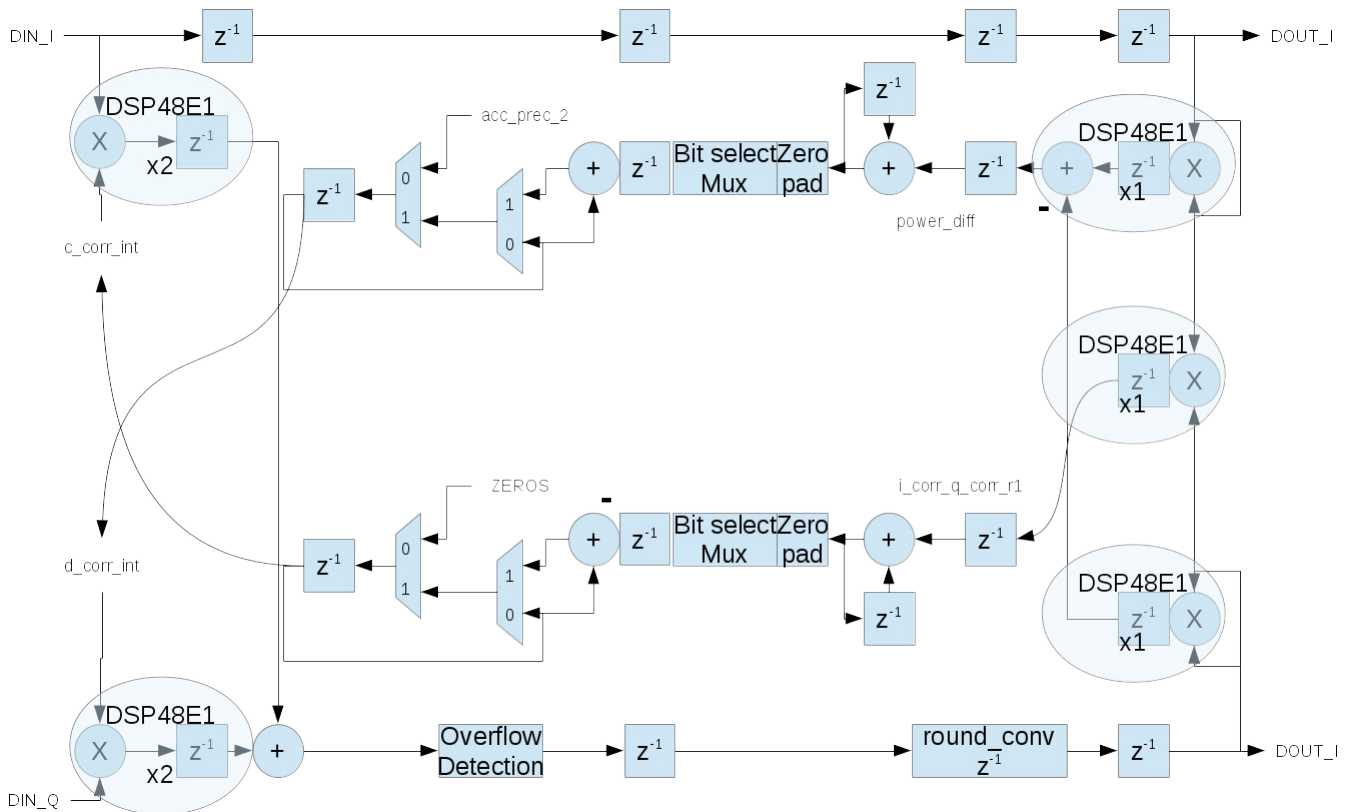 DIN_I
z-1
z-1
z-1
z-1
DOUT_I
DSP48E1
X
z-1
x2
acc_prec_2
z-1
DSP48E1
z-1
0
1
1
0
+
z-1
Bit select
Mux
Zero
pad
+
z-1
+
z-1
X
x1
-
power_diff
c_corr_int
DSP48E1
z-1
X
x1
ZEROS
-
i_corr_q_corr_r1
z-1
0
1
1
0
+
z-1
Bit select
Mux
Zero
pad
+
z-1
z-1
d_corr_int
DSP48E1
z-1
X
x1
DSP48E1
X
z-1
x2
+
Overflow
Detection
z-1
round_conv
z-1
z-1
DOUT_I
DIN_Q